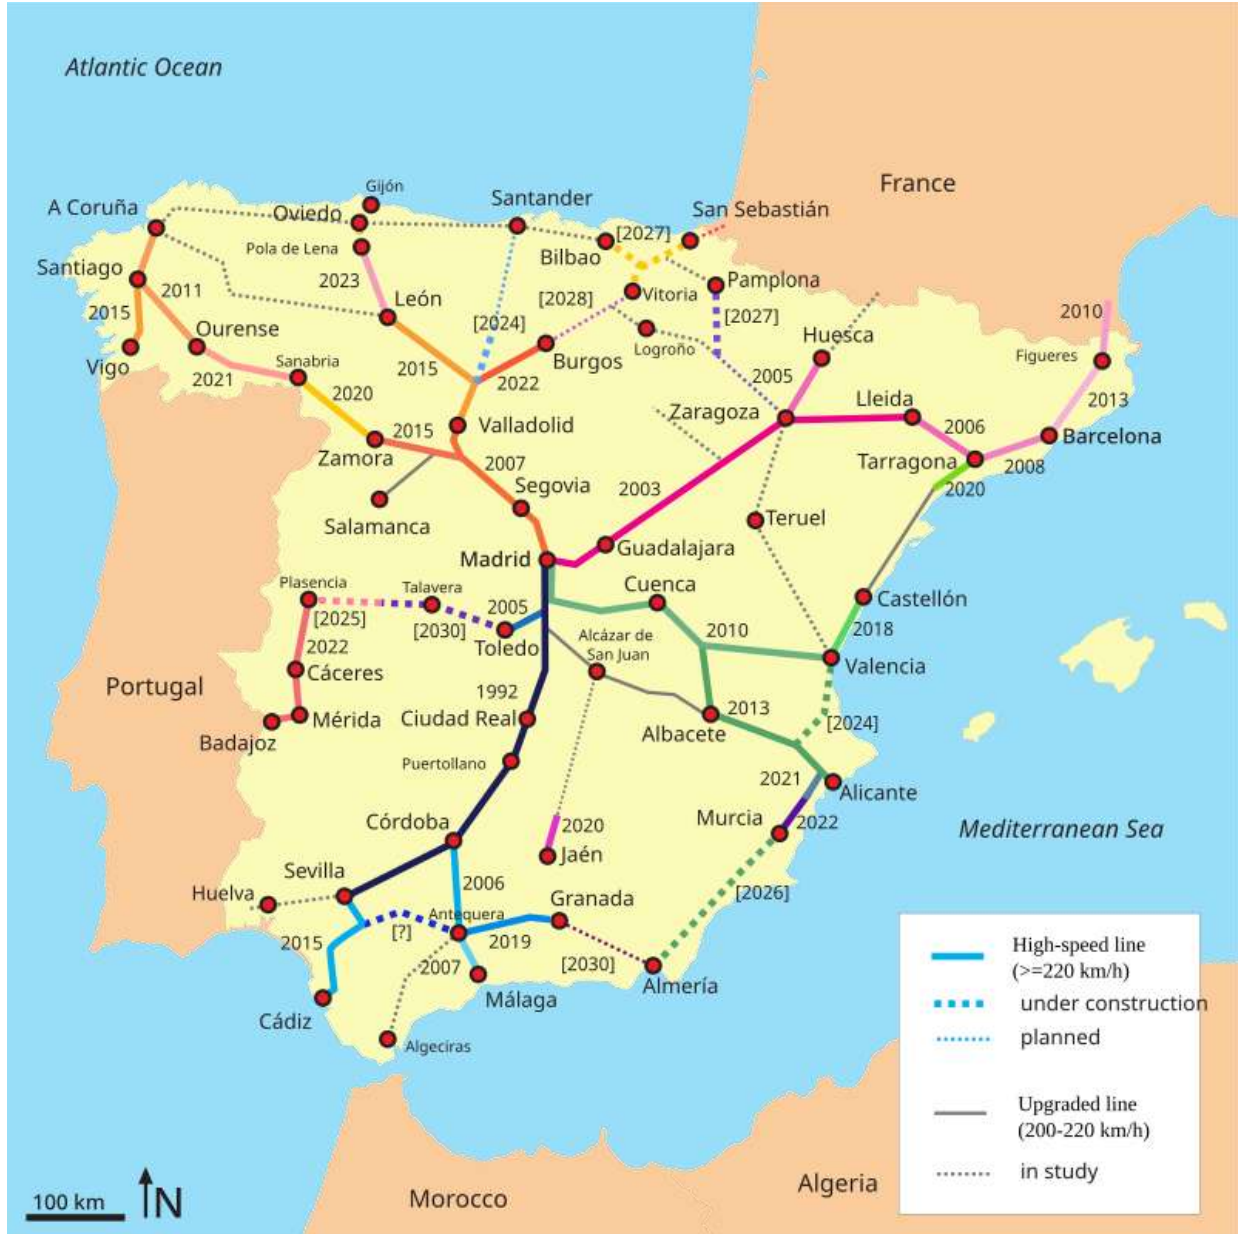 Atlantic Ocean
France
Gijón
A Coruña
Oviedo
Santander
San Sebastián
Pola de Lena
Bilbao
[2027]
Santiago
2011
2023
León
Vitoria
Pamplona
2015
Ourense
[2024]
[2028]
[2027]
Huesca
2010
Vigo
Sanabria
2015
Burgos
Logroño
Figueres
2021
2020
2022
2005
Lleida
2013
2015
Valladolid
Zaragoza
2006
Barcelona
Zamora
2007
Tarragona
2008
Segovia
2003
2020
Salamanca
Teruel
Madrid
Guadalajara
Plasencia
Talavera
Cuenca
Castellón
[2025]
[2030]
2005
2010
2018
2022
Toledo
Alcázar de
San Juan
Valencia
Cáceres
Portugal
1992
Mérida
Ciudad Real
2013
[2024]
Badajoz
Albacete
Puertollano
2021
Alicante
Córdoba
2020
Murcia
2022
Mediterranean Sea
Jaén
Sevilla
2006
Huelva
Granada
[2026]
Antequera
2015
[?]
2019
2007
[2030]
Almería
Málaga
Cádiz
Algeciras
High-speed line
(>=220 km/h)
under construction
planned
Upgraded line
(200-220 km/h)
in study
100 km
N
Morocco
Algeria